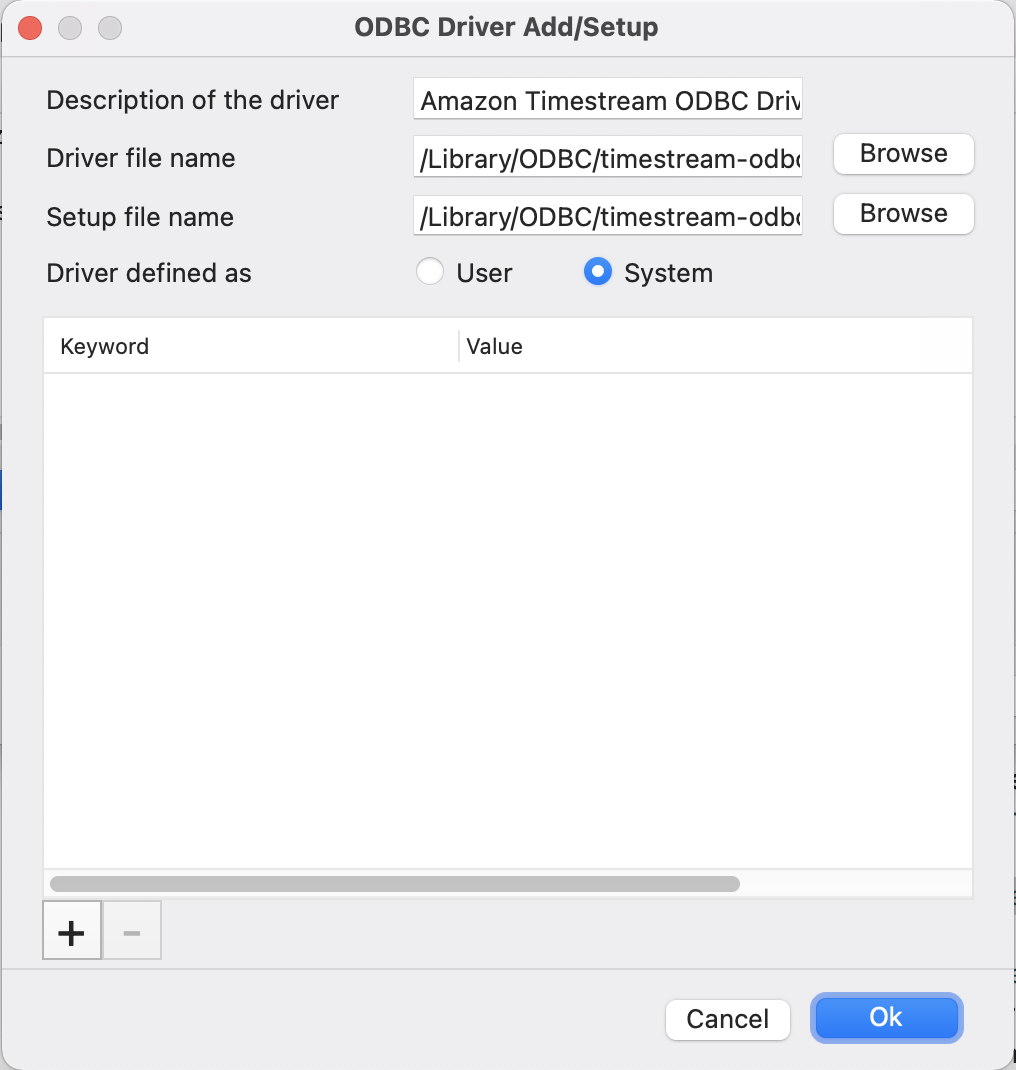 ODBC Driver Add/Setup
Description of the driver Amazon Timestream ODBC Driv
Driver file name /Library/ODBC/timestream-odbc Browse
Setup file name /Library/ODBC/timestream-odbc Browse
Driver defined as User System
Keyword Value
+ −
Cancel Ok